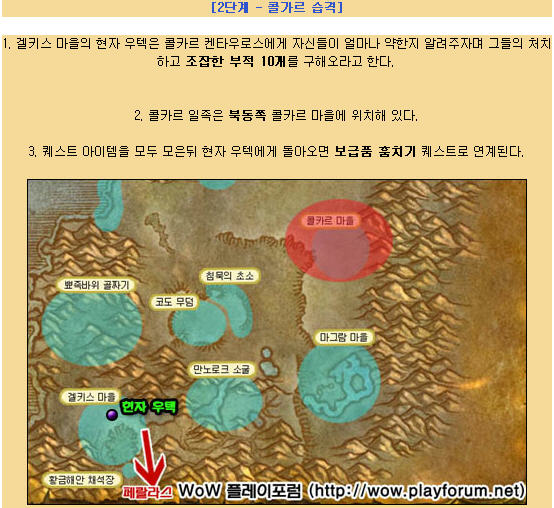 [2단계 - 콜카르 습격]
1. 겔키스 마을의 현자 우텍은 콜카르 켄타우로스에게 자신들이 얼마나 약한지 알려주자며 그들의 처치
하고 조잡한 부적 10개를 구해오라고 한다.
2. 콜카르 일족은 북동쪽 콜카르 마을에 위치해 있다.
3. 퀘스트 아이템을 모두 모은뒤 현자 우텍에게 돌아오면 보급품 훔치기 퀘스트로 연계된다.
콜카르 마을
침묵의 초소
뾰족바위 골짜기
코도 무덤
마그람 마을
만노로크 소굴
겔키스 마을
현자 우텍
황금해안 채석장
페랄라스
WoW 플레이포럼 (http://wow.playforum.net)